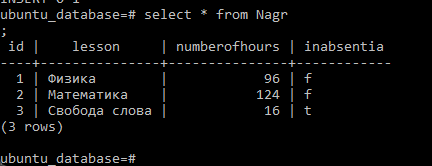 INSERT 0 1
ubuntu_database=# select * from Nagr
;
 id |    lesson     | numberofhours | inabsentia
----+---------------+---------------+------------
  1 | Физика        |            96 | f
  2 | Математика    |           124 | f
  3 | Свобода слова |            16 | t
(3 rows)
ubuntu_database=#